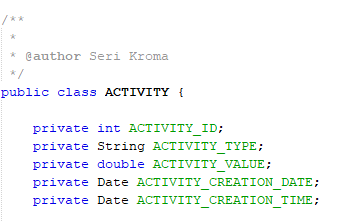 /**
 *
 * @author Seri Kroma
 */
public class ACTIVITY {
    private int ACTIVITY_ID;
    private String ACTIVITY_TYPE;
    private double ACTIVITY_VALUE;
    private Date ACTIVITY_CREATION_DATE;
    private Date ACTIVITY_CREATION_TIME;